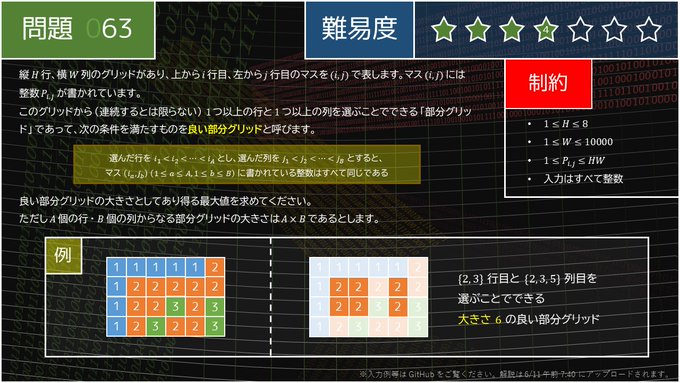 問題 063
難易度
4
縦 H 行、横 W 列のグリッドがあり、上から i 行目、左から j 行目のマスを (i, j) で表します。マス (i, j) には
整数 P_{i,j} が書かれています。
このグリッドから (連続するとは限らない) 1つ以上の行と1つ以上の列を選ぶことでできる「部分グリッ
ド」であって、次の条件を満たすものを良い部分グリッドと呼びます。
選んだ行を i_1 < i_2 < ⋯ < i_A とし、選んだ列を j_1 < j_2 < ⋯ < j_B とすると、
マス (i_a, j_b) (1 ≤ a ≤ A, 1 ≤ b ≤ B) に書かれている整数はすべて同じである
良い部分グリッドの大きさとしてあり得る最大値を求めてください。
ただし A 個の行・B 個の列からなる部分グリッドの大きさは A × B であるとします。
制約
• 1 ≤ H ≤ 8
• 1 ≤ W ≤ 10000
• 1 ≤ P_{i,j} ≤ HW
• 入力はすべて整数
例
1 1 1 1 1 2
1 2 2 2 2 2
1 2 2 3 2 3
1 2 3 2 2 3
1 1 1 1 1 2
1 2 2 2 2 2
1 2 2 3 2 3
1 2 3 2 2 3
{2, 3} 行目と {2, 3, 5} 列目を
選ぶことでできる
大きさ 6 の良い部分グリッド
※入力例等は GitHub をご覧ください。解説は 6/11 午前 7:40 にアップロードされます。